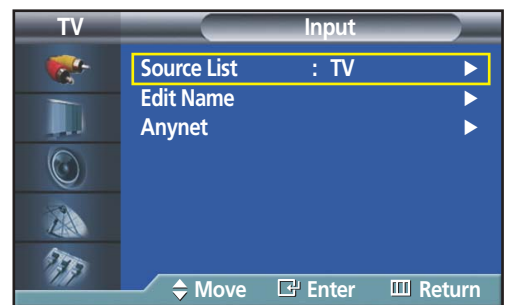 TV Input
Source List : TV
Edit Name
Anynet
Move Enter Return